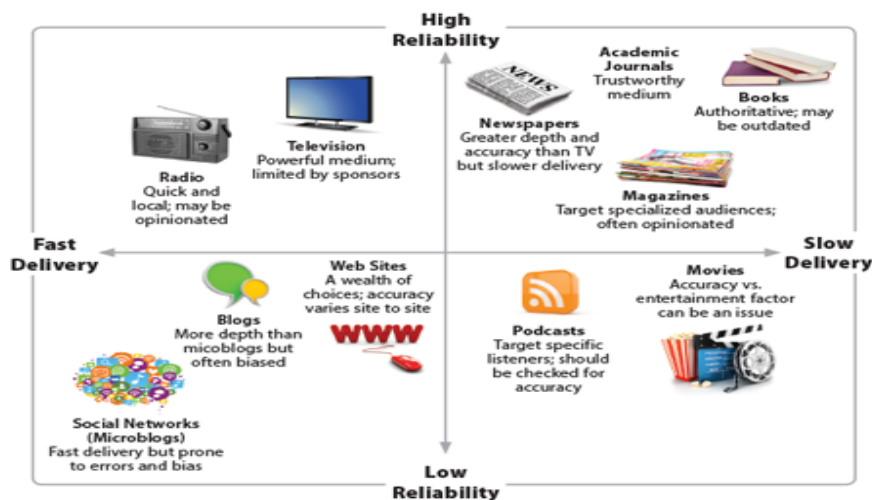 High
Reliability
Academic
Journals
Trustworthy
medium
NEWS
Books
Authoritative; may
be outdated
Newspapers
Greater depth and
accuracy than TV
but slower delivery
Television
Powerful medium;
limited by sponsors
Radio
Quick and
local; may be
opinionated
Magazines
Target specialized audiences;
often opinionated
Fast
Delivery
Slow
Delivery
Web Sites
A wealth of
choices; accuracy
varies site to site
WWW
Movies
Accuracy vs.
entertainment factor
can be an issue
Blogs
More depth than
micoblogs but
often biased
Podcasts
Target specific
listeners; should
be checked for
accuracy
Social Networks
(Microblogs)
Fast delivery but prone
to errors and bias
Low
Reliability